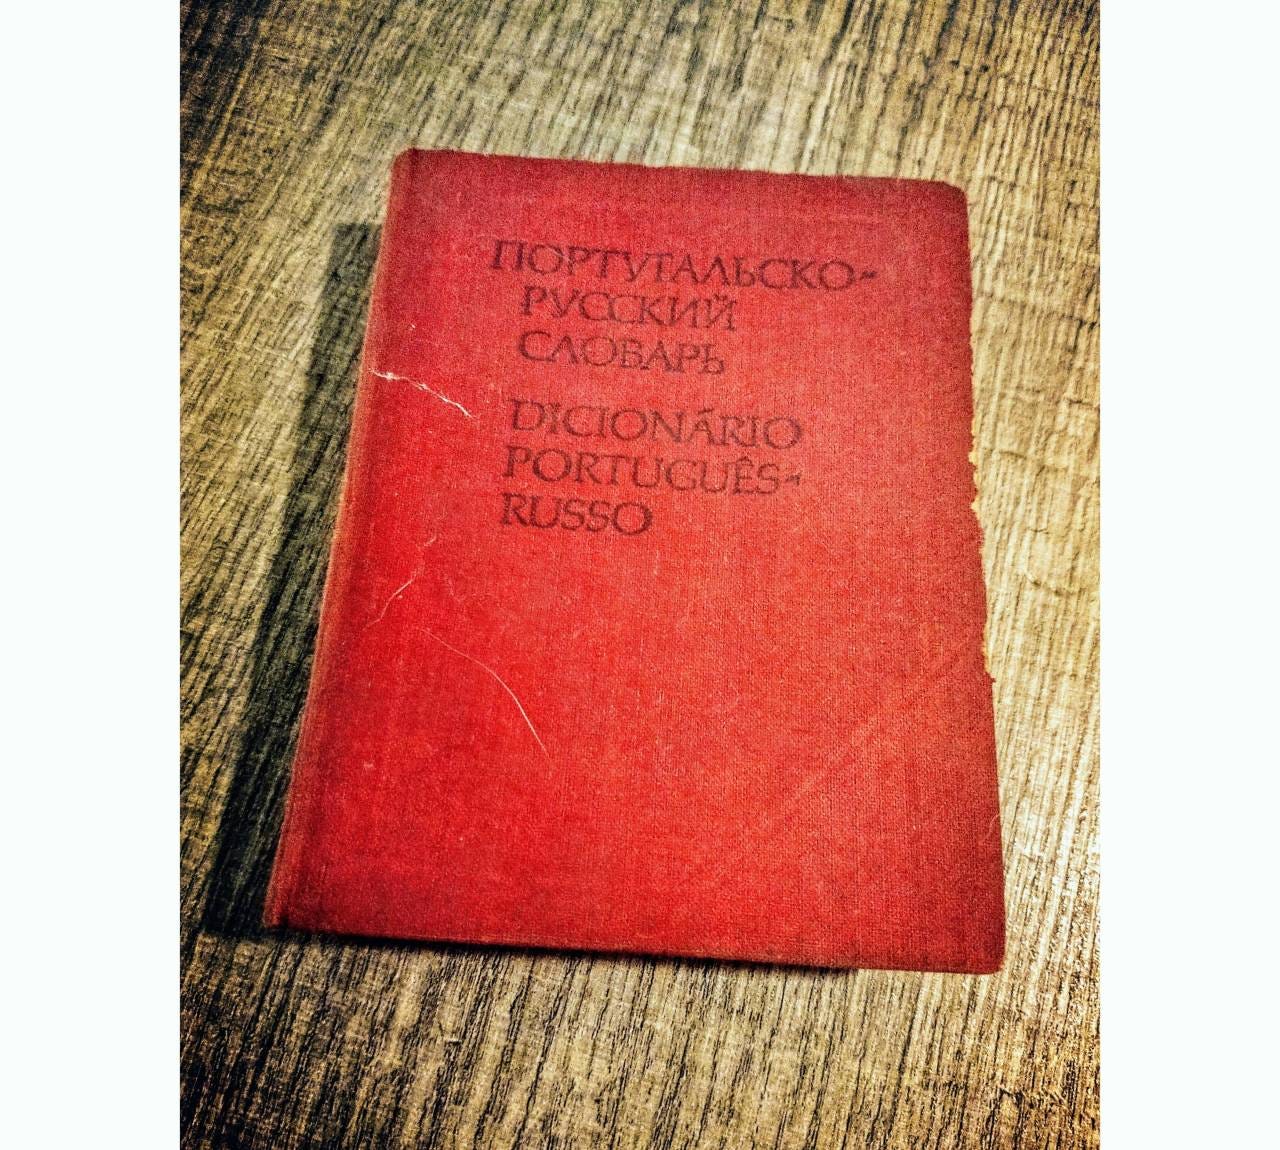 ПОРТУГАЛЬСКО-
РУССКИЙ
СЛОВАРЬ
DICIONÁRIO
PORTUGUÊS-
RUSSO